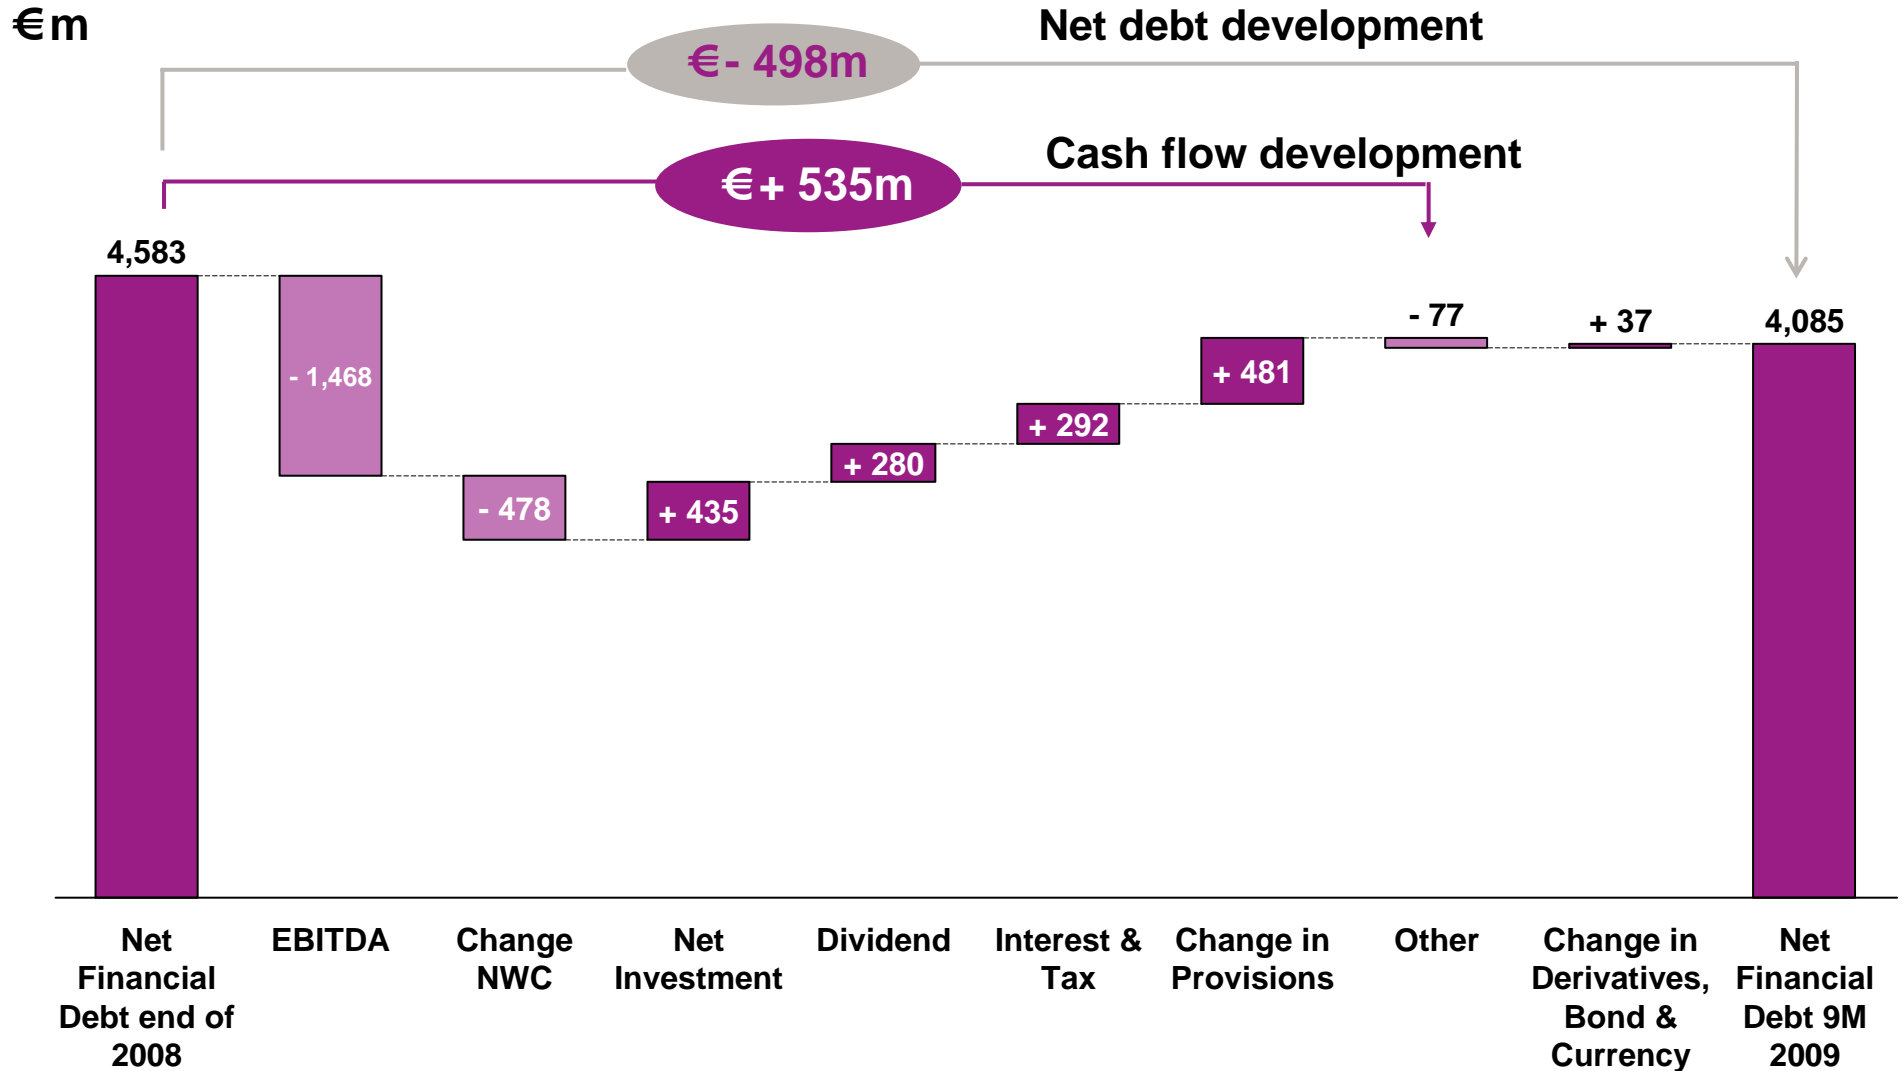 €m
Net debt development
€- 498m
Cash flow development
€+ 535m
4,583
- 1,468
- 478
+ 435
+ 280
+ 292
+ 481
- 77
+ 37
4,085
Net
Financial
Debt end of
2008
EBITDA
Change
NWC
Net
Investment
Dividend
Interest &
Tax
Change in
Provisions
Other
Change in
Derivatives,
Bond &
Currency
Net
Financial
Debt 9M
2009